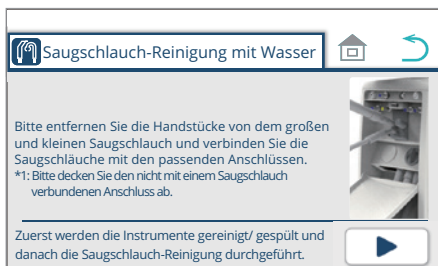 Saugschlauch-Reinigung mit Wasser
Bitte entfernen Sie die Handstücke von dem großen
und kleinen Saugschlauch und verbinden Sie die
Saugschläuche mit den passenden Anschlüssen.
*1: Bitte decken Sie den nicht mit einem Saugschlauch
verbundenen Anschluss ab.
Zuerst werden die Instrumente gereinigt/ gespült und
danach die Saugschlauch-Reinigung durchgeführt.